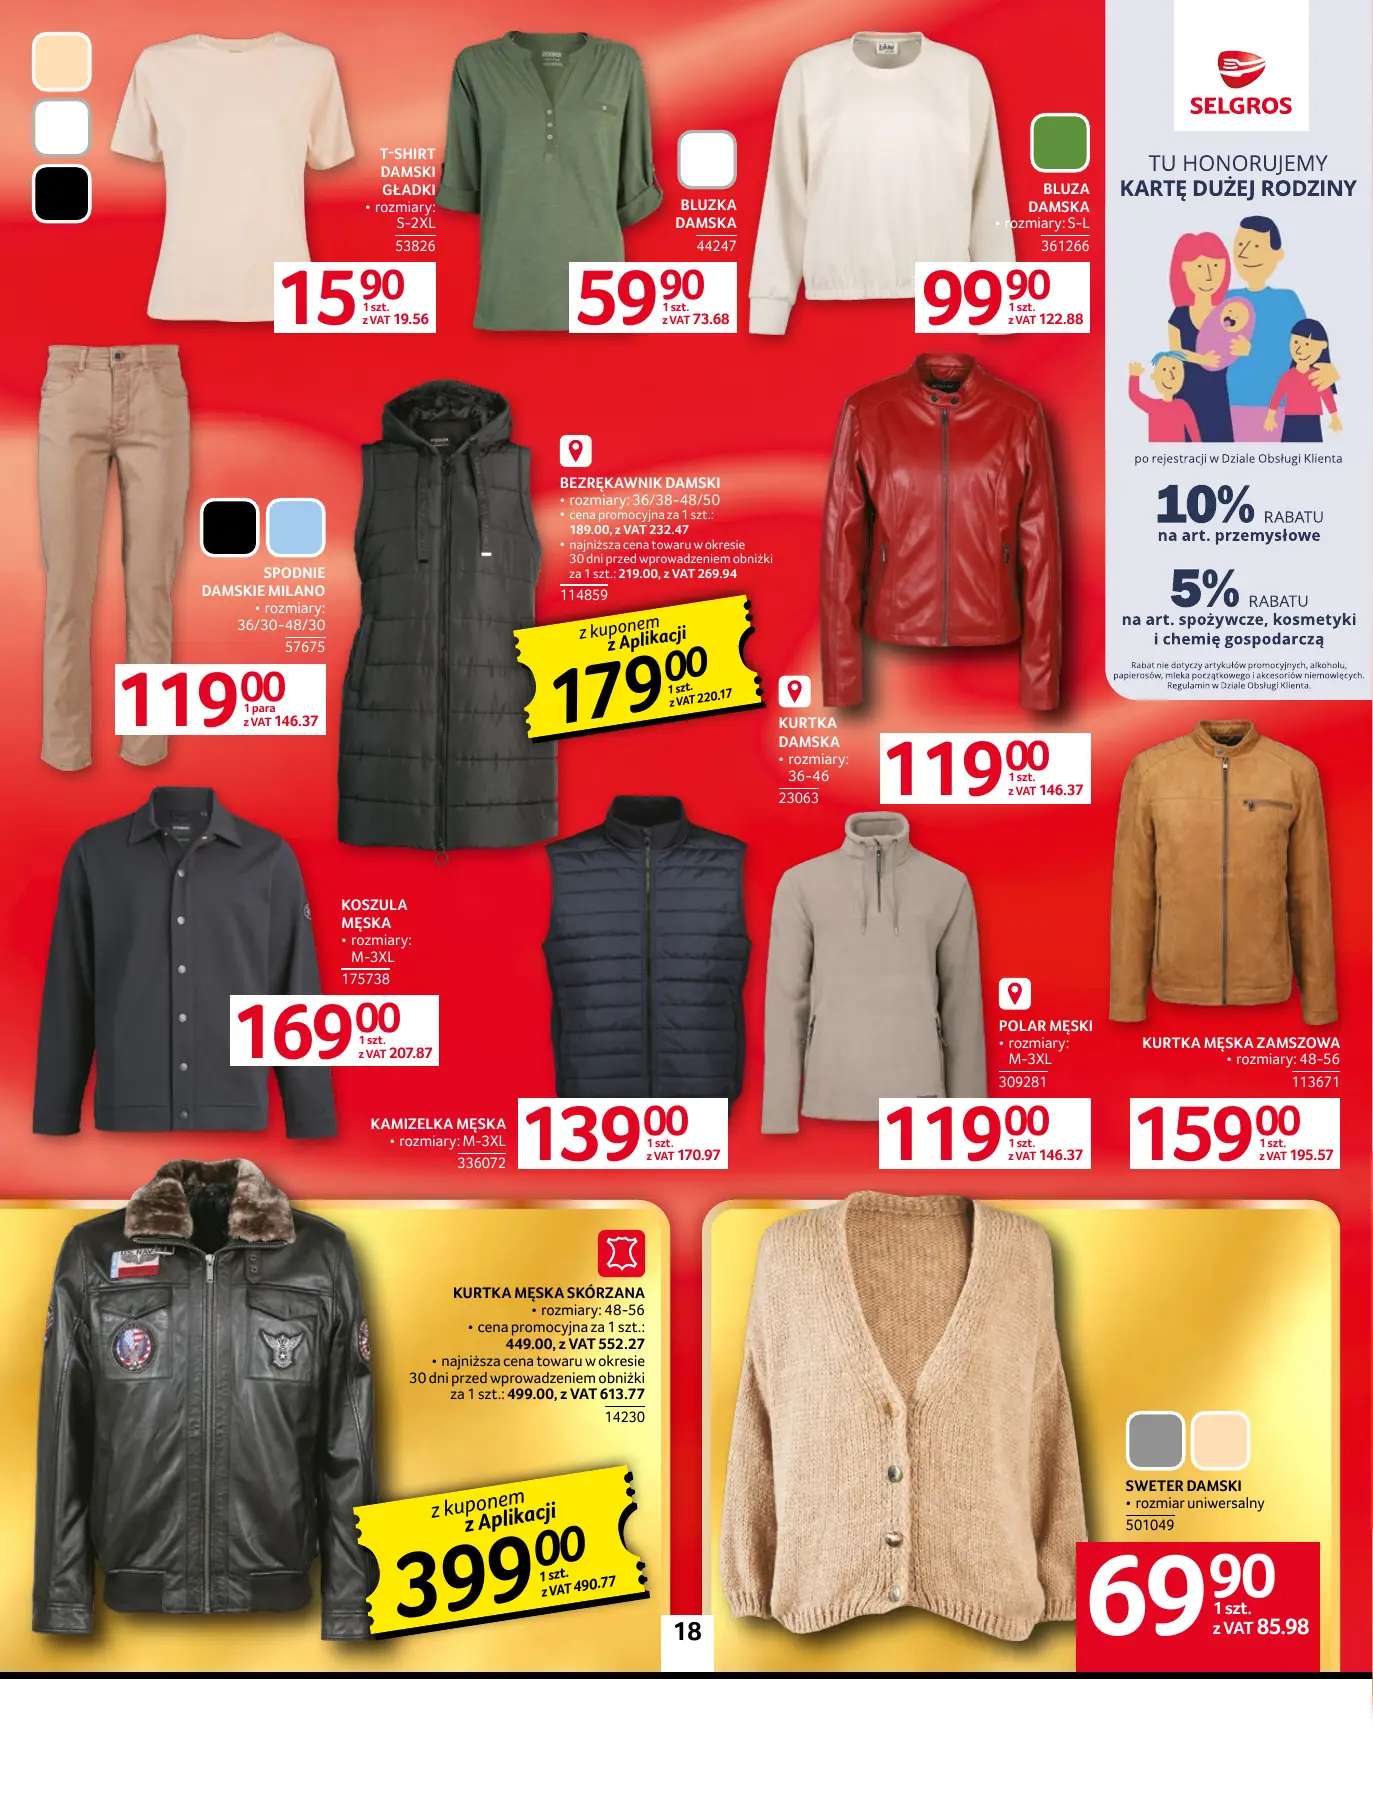 T-SHIRT
DAMSKI
GŁADKI
• rozmiary:
S-2XL
53826
15 90
1 szt.
z VAT 19.56
BLUZKA
DAMSKA
44247
59 90
1 szt.
z VAT 73.68
BLUZA
DAMSKA
• rozmiary: S-L
361266
99 90
1 szt.
z VAT 122.88
SELGROS
TU HONORUJEMY
KARTĘ DUŻEJ RODZINY
po rejestracji w Dziale Obsługi Klienta
10% RABATU
na art. przemysłowe
5% RABATU
na art. spożywcze, kosmetyki
i chemię gospodarczą
Rabat nie dotyczy artykułów promocyjnych, alkoholu,
papierosów, mleka początkowego i akcesoriów niemowlęcych.
Regulamin w Dziale Obsługi Klienta.
SPODNIE
DAMSKIE MILANO
• rozmiary:
36/30-48/30
57675
119 00
1 para
z VAT 146.37
BEZRĘKAWNIK DAMSKI
• rozmiary: 36/38-48/50
• cena promocyjna za 1 szt.:
189.00, z VAT 232.47
• najniższa cena towaru w okresie
30 dni przed wprowadzeniem obniżki
za 1 szt.: 219.00, z VAT 269.94
114859
z kuponem
z Aplikacji
179 00
1 szt.
z VAT 220.17
KURTKA
DAMSKA
• rozmiary:
36-46
23063
119 00
1 szt.
z VAT 146.37
KOSZULA
MĘSKA
• rozmiary:
M-3XL
175738
169 00
1 szt.
z VAT 207.87
KAMIZELKA MĘSKA
• rozmiary: M-3XL
336072
139 00
1 szt.
z VAT 170.97
POLAR MĘSKI
• rozmiary:
M-3XL
309281
119 00
1 szt.
z VAT 146.37
KURTKA MĘSKA ZAMSZOWA
• rozmiary: 48-56
113671
159 00
1 szt.
z VAT 195.57
KURTKA MĘSKA SKÓRZANA
• rozmiary: 48-56
• cena promocyjna za 1 szt.:
449.00, z VAT 552.27
• najniższa cena towaru w okresie
30 dni przed wprowadzeniem obniżki
za 1 szt.: 499.00, z VAT 613.77
14230
z kuponem
z Aplikacji
399 00
1 szt.
z VAT 490.77
SWETER DAMSKI
• rozmiar uniwersalny
501049
69 90
1 szt.
z VAT 85.98
18